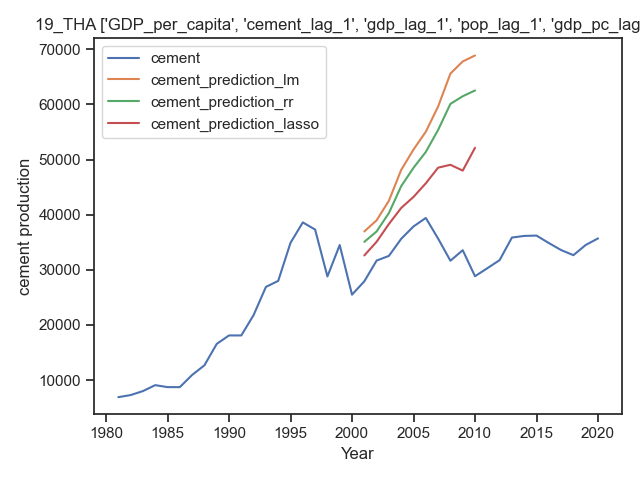 19_THA ['GDP_per_capita', 'cement_lag_1', 'gdp_lag_1', 'pop_lag_1', 'gdp_pc_lag
70000
60000
50000
40000
30000
20000
10000
cement production
cement
cement_prediction_lm
cement_prediction_rr
cement_prediction_lasso
1980 1985 1990 1995 2000 2005 2010 2015 2020
Year